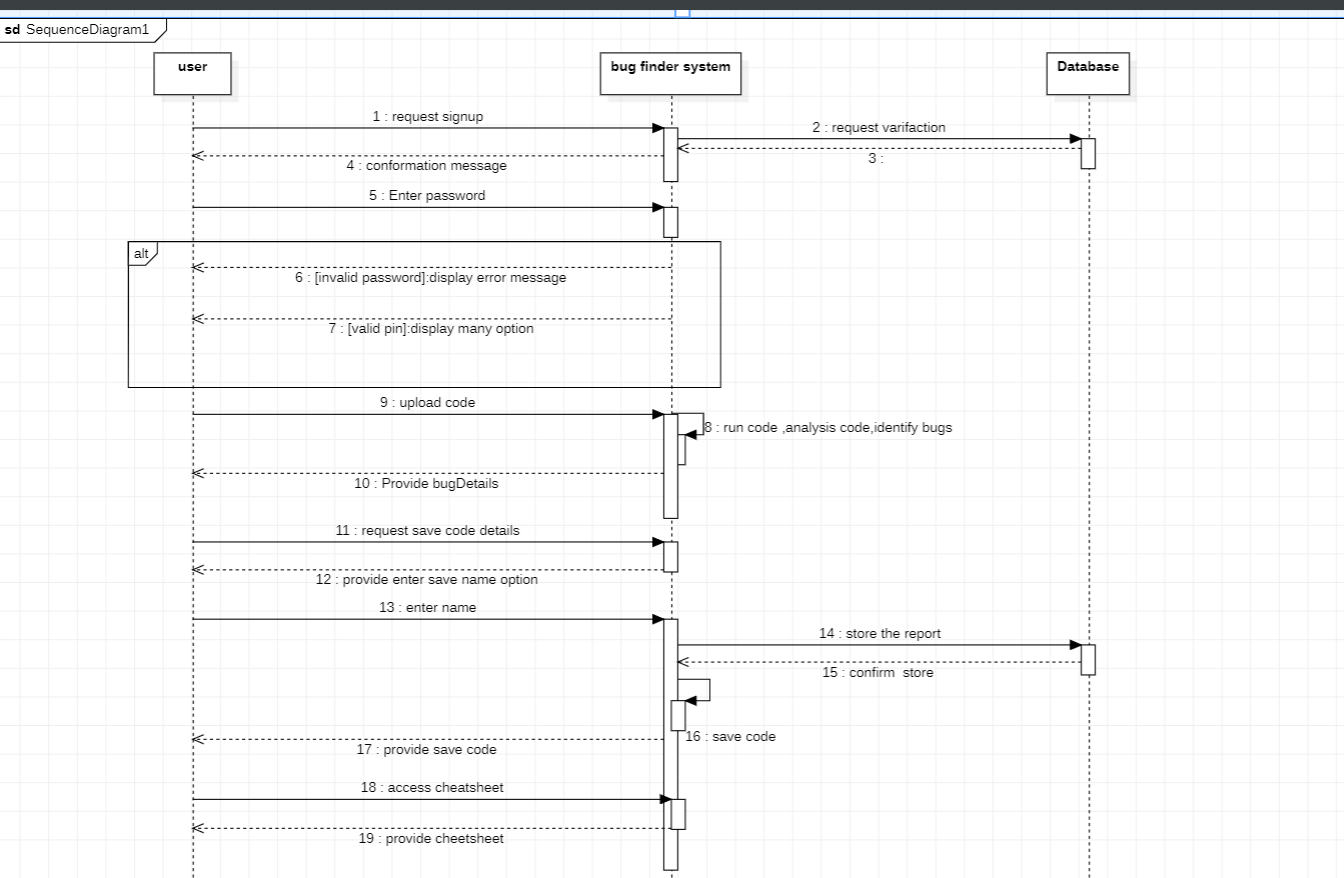 sd SequenceDiagram1
user
bug finder system
Database
1 : request signup
2 : request varifaction
3 :
4 : conformation message
5 : Enter password
alt
6 : [invalid password]:display error message
7 : [valid pin]:display many option
9 : upload code
8 : run code ,analysis code,identify bugs
10 : Provide bugDetails
11 : request save code details
12 : provide enter save name option
13 : enter name
14 : store the report
15 : confirm  store
16 : save code
17 : provide save code
18 : access cheatsheet
19 : provide cheetsheet